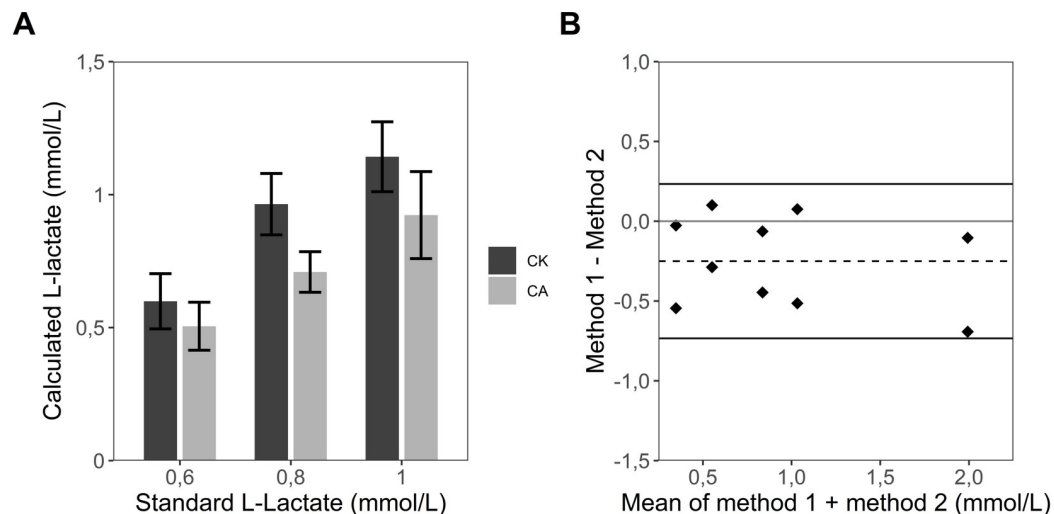 A
Calculated L-lactate (mmol/L)
1,5
1
0,5
0
0,6
0,8
1
Standard L-Lactate (mmol/L)
CK
CA
B
Method 1 - Method 2
1,0
0,5
0,0
-0,5
-1,0
-1,5
0,5
1,0
1,5
2,0
Mean of method 1 + method 2 (mmol/L)